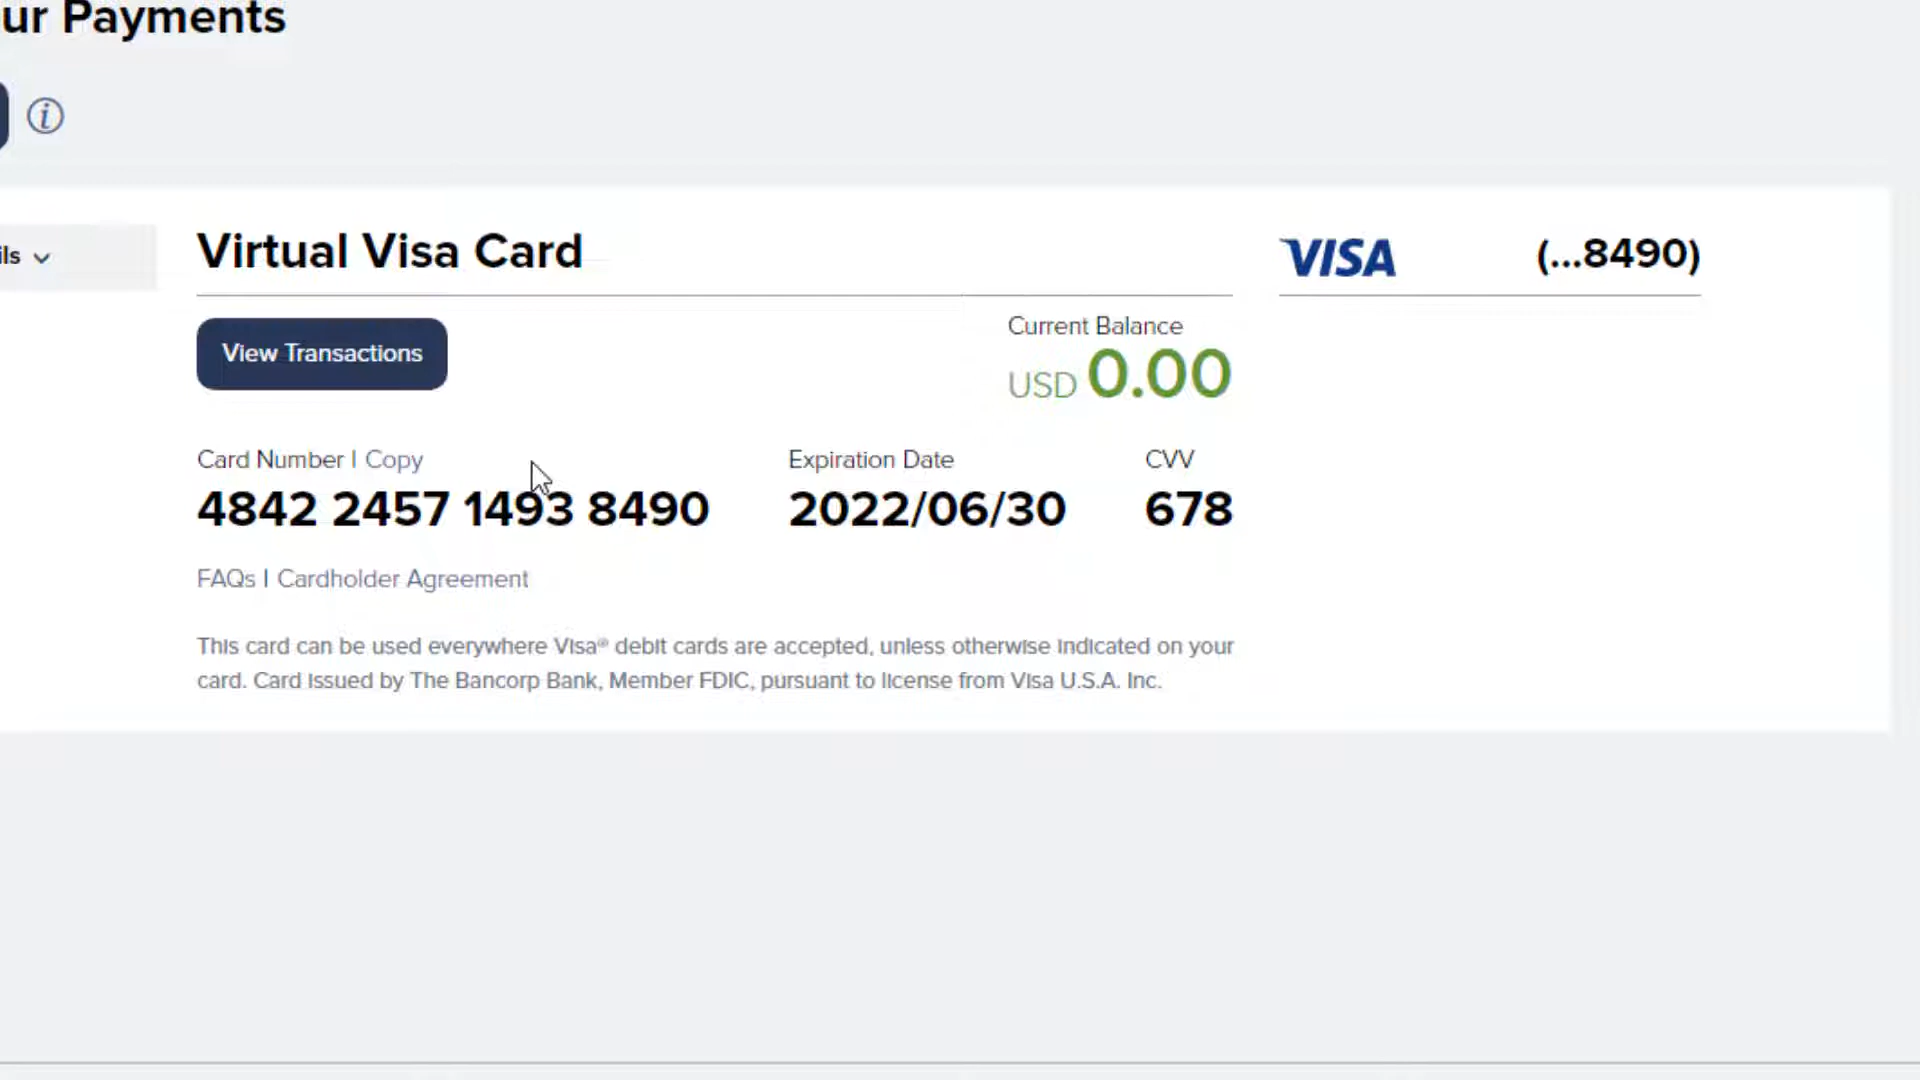 ur Payments
i
ils
Virtual Visa Card
VISA
(...8490)
View Transactions
Current Balance
USD 0.00
Card Number | Copy
Expiration Date
CVV
4842 2457 1493 8490
2022/06/30
678
FAQs | Cardholder Agreement
This card can be used everywhere Visa® debit cards are accepted, unless otherwise indicated on your
card. Card issued by The Bancorp Bank, Member FDIC, pursuant to license from Visa U.S.A. Inc.